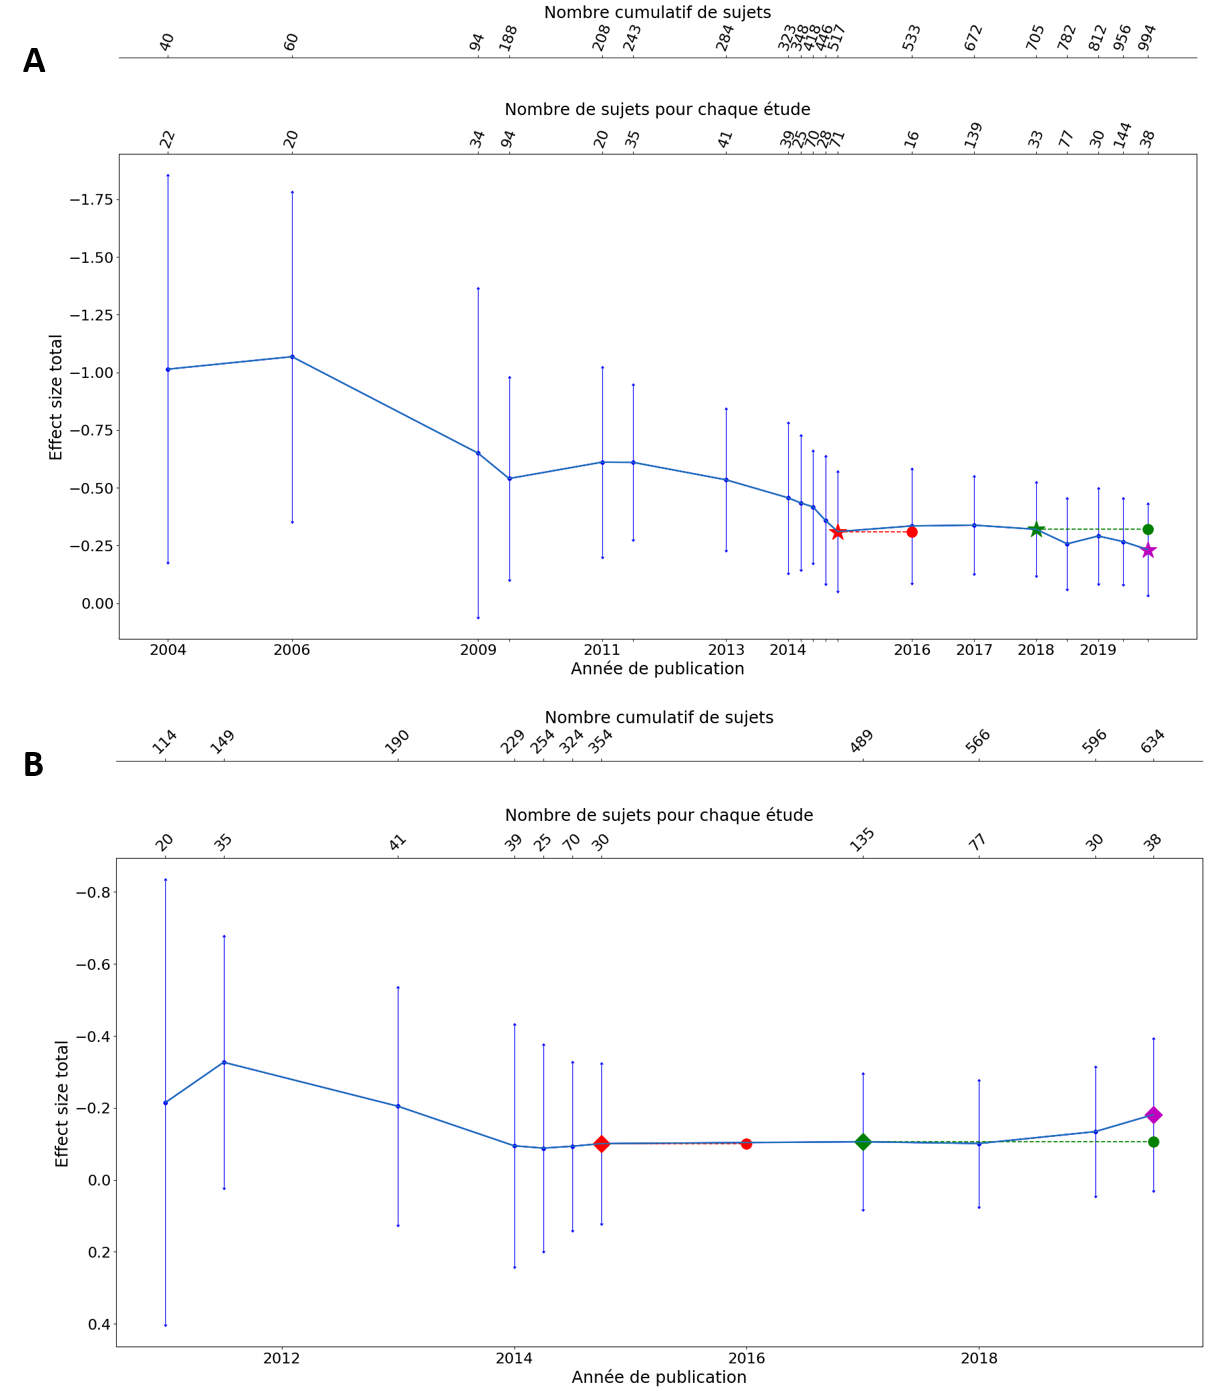 Nombre cumulatif de sujets
40 60 94 188 208 243 284 323 348 418 446 517 533 672 705 782 812 956 994
A
Nombre de sujets pour chaque étude
22 20 34 94 20 35 41 39 25 70 28 71 16 139 33 77 30 144 38
−1.75
−1.50
−1.25
−1.00
−0.75
−0.50
−0.25
0.00
Effect size total
2004 2006 2009 2011 2013 2014 2016 2017 2018 2019
Année de publication
Nombre cumulatif de sujets
114 149 190 229 254 324 354 489 566 596 634
B
Nombre de sujets pour chaque étude
20 35 41 39 25 70 30 135 77 30 38
−0.8
−0.6
−0.4
−0.2
0.0
0.2
0.4
Effect size total
2012 2014 2016 2018
Année de publication